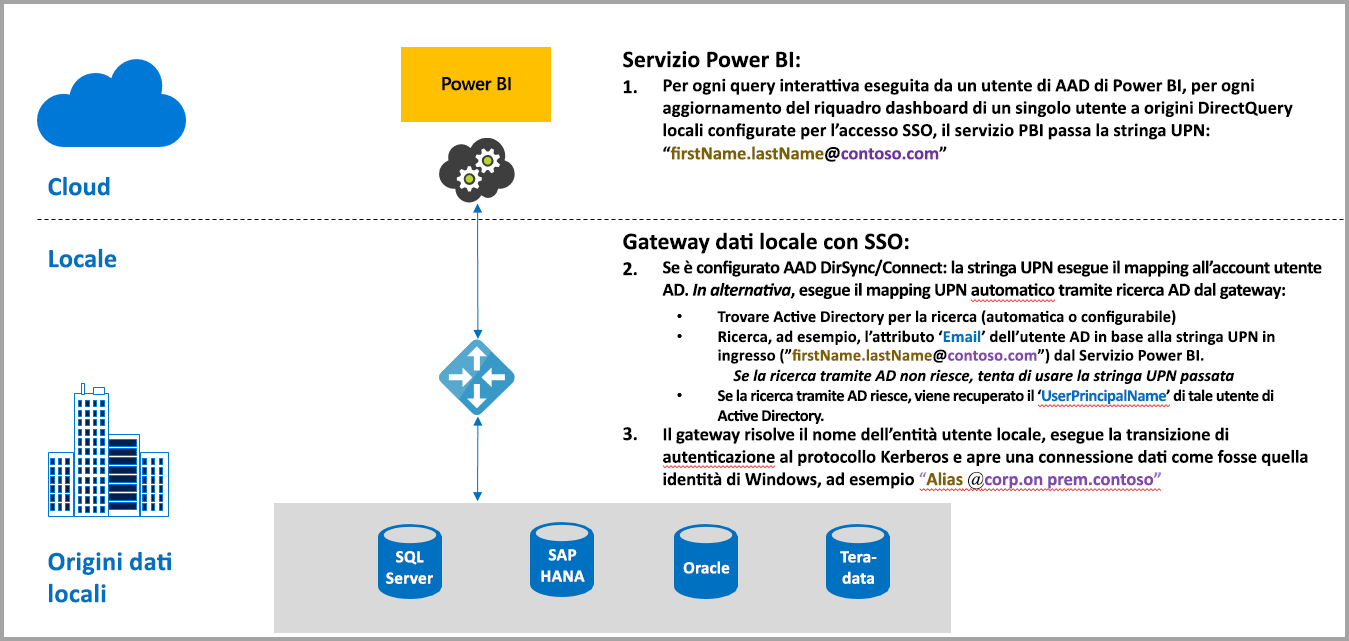 Power BI
Cloud
Servizio Power BI:
1. Per ogni query interattiva eseguita da un utente di AAD di Power BI, per ogni
aggiornamento del riquadro dashboard di un singolo utente a origini DirectQuery
locali configurate per l’accesso SSO, il servizio PBI passa la stringa UPN:
“firstName.lastName@contoso.com”
Locale
Gateway dati locale con SSO:
2. Se è configurato AAD DirSync/Connect: la stringa UPN esegue il mapping all’account utente
AD. In alternativa, esegue il mapping UPN automatico tramite ricerca AD dal gateway:
• Trovare Active Directory per la ricerca (automatica o configurabile)
• Ricerca, ad esempio, l’attributo ‘Email’ dell’utente AD in base alla stringa UPN in
ingresso (”firstName.lastName@contoso.com”) dal Servizio Power BI.
Se la ricerca tramite AD non riesce, tenta di usare la stringa UPN passata
• Se la ricerca tramite AD riesce, viene recuperato il ‘UserPrincipalName’ di tale utente di
Active Directory.
3. Il gateway risolve il nome dell’entità utente locale, esegue la transizione di
autenticazione al protocollo Kerberos e apre una connessione dati come fosse quella
identità di Windows, ad esempio “Alias @corp.on prem.contoso”
Origini dati
locali
SQL
Server
SAP
HANA
Oracle
Tera-
data